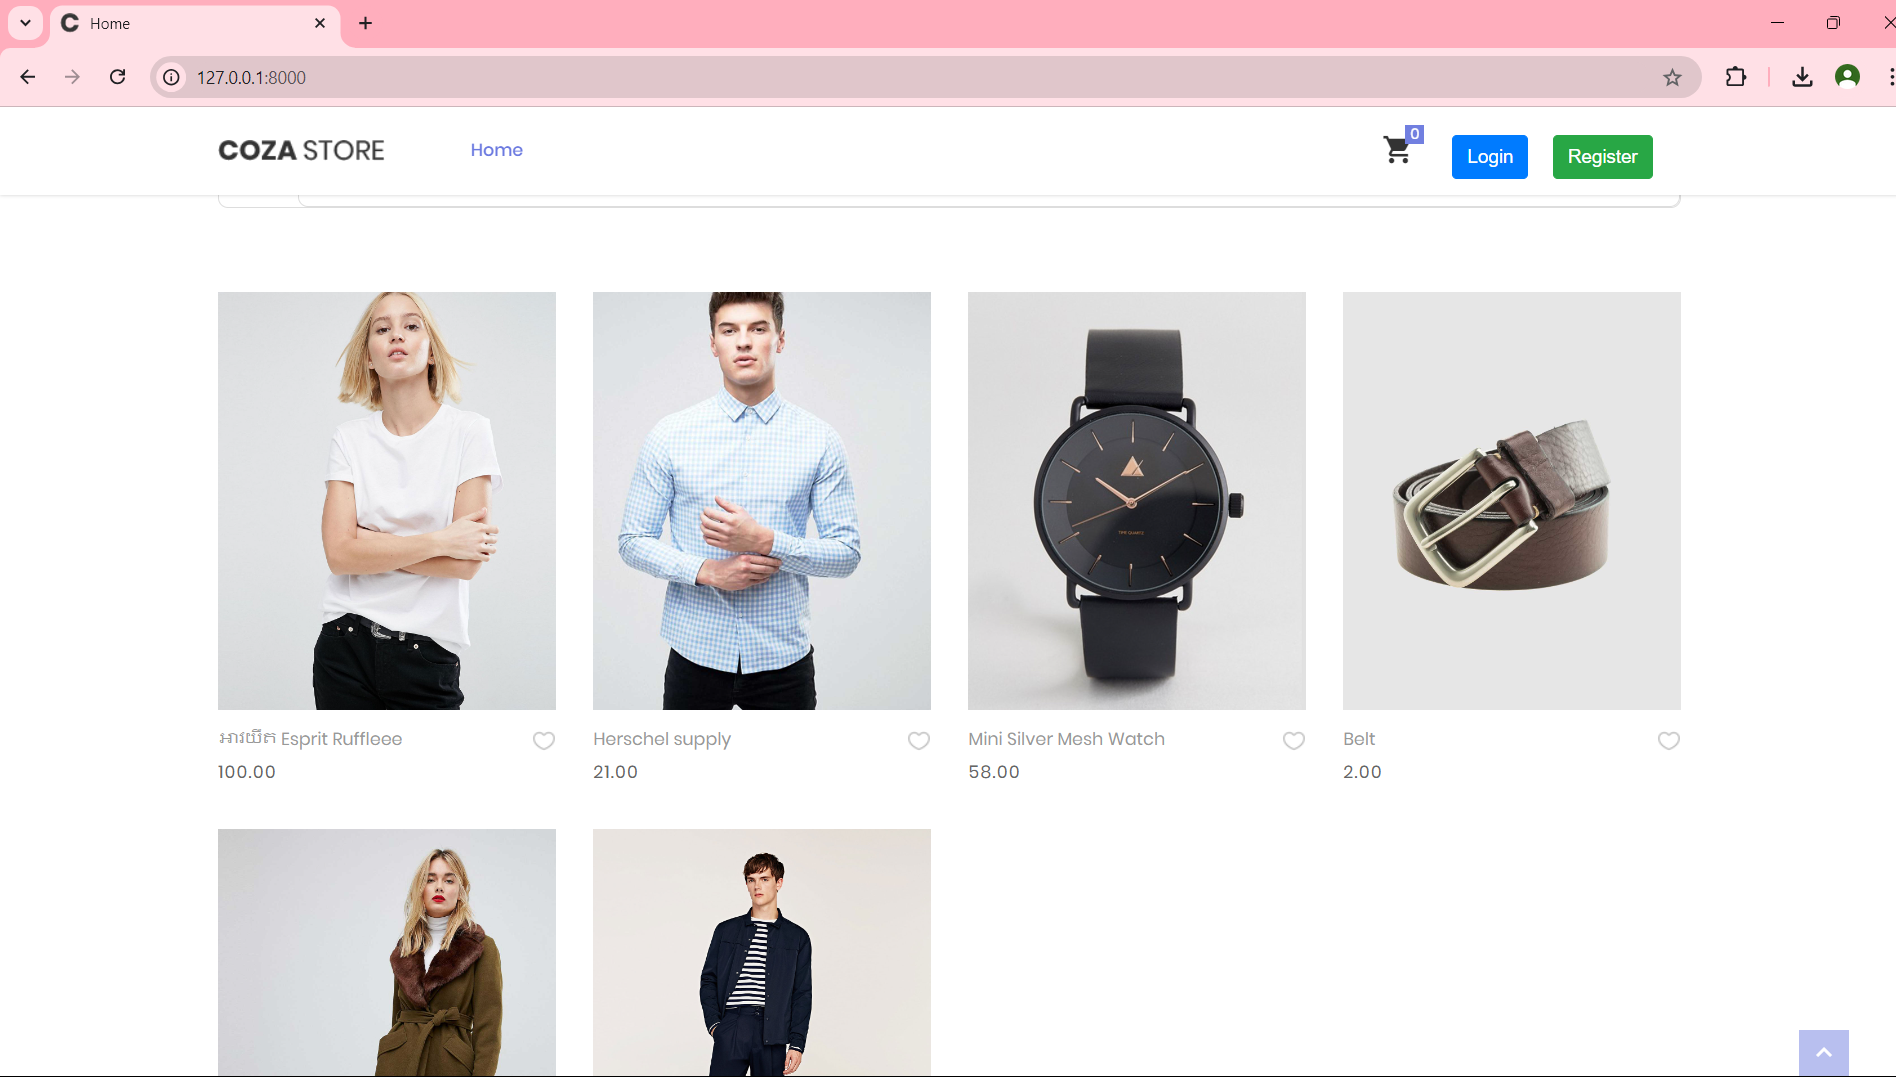 Home
127.0.0.1:8000
COZA STORE
Home
0
Login
Register
អាវយឺត Esprit Ruffleee
Herschel supply
Mini Silver Mesh Watch
Belt
100.00
21.00
58.00
2.00